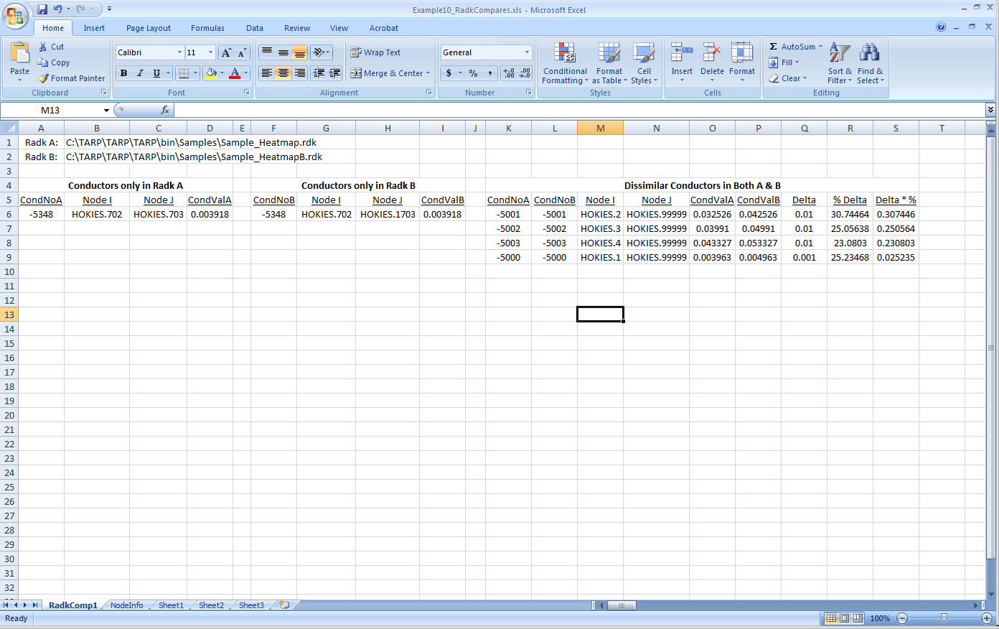 Example10_RadkCompares.xls - Microsoft Excel
Home Insert Page Layout Formulas Data Review View Acrobat
Paste
Cut
Copy
Format Painter
Clipboard
Calibri 11
B I U
Font
Wrap Text
Merge & Center
Alignment
General
$ % ,
Number
Conditional Formatting
Format as Table
Cell Styles
Styles
Insert Delete Format
Cells
Σ AutoSum
Fill
Clear
Sort & Filter
Find & Select
Editing
M13 fx
A B C D E F G H I J K L M N O P Q R S T
1 Radk A: C:\TARP\TARP\TARP\bin\Samples\Sample_Heatmap.rdk
2 Radk B: C:\TARP\TARP\TARP\bin\Samples\Sample_HeatmapB.rdk
3
4 Conductors only in Radk A Conductors only in Radk B Dissimilar Conductors in Both A & B
5 CondNoA Node I Node J CondValA CondNoB Node I Node J CondValB CondNoA CondNoB Node I Node J CondValA CondValB Delta % Delta Delta * %
6 -5348 HOKIES.702 HOKIES.703 0.003918 -5348 HOKIES.702 HOKIES.1703 0.003918 -5001 -5001 HOKIES.2 HOKIES.99999 0.032526 0.042526 0.01 30.74464 0.307446
7 -5002 -5002 HOKIES.3 HOKIES.99999 0.03991 0.04991 0.01 25.05638 0.250564
8 -5003 -5003 HOKIES.4 HOKIES.99999 0.043327 0.053327 0.01 23.0803 0.230803
9 -5000 -5000 HOKIES.1 HOKIES.99999 0.003963 0.004963 0.001 25.23468 0.025235
10
11
12
13
14
15
16
17
18
19
20
21
22
23
24
25
26
27
28
29
30
31
32
RadkComp1 NodeInfo Sheet1 Sheet2 Sheet3
Ready 100%